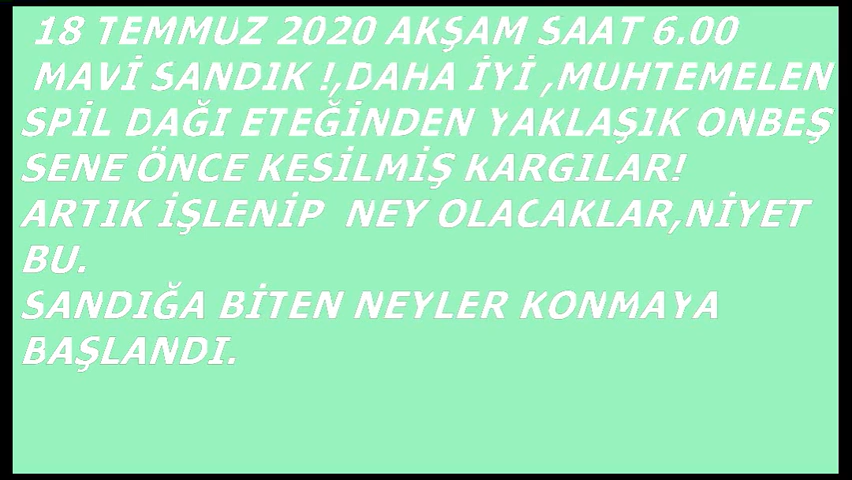 18 TEMMUZ 2020 AKŞAM SAAT 6.00
MAVİ SANDIK !,DAHA İYİ ,MUHTEMELEN
SPİL DAĞI ETEĞİNDEN YAKLAŞIK ONBEŞ
SENE ÖNCE KESİLMİŞ KARGILAR!
ARTIK İŞLENİP NEY OLACAKLAR,NİYET
BU.
SANDIĞA BİTEN NEYLER KONMAYA
BAŞLANDI.